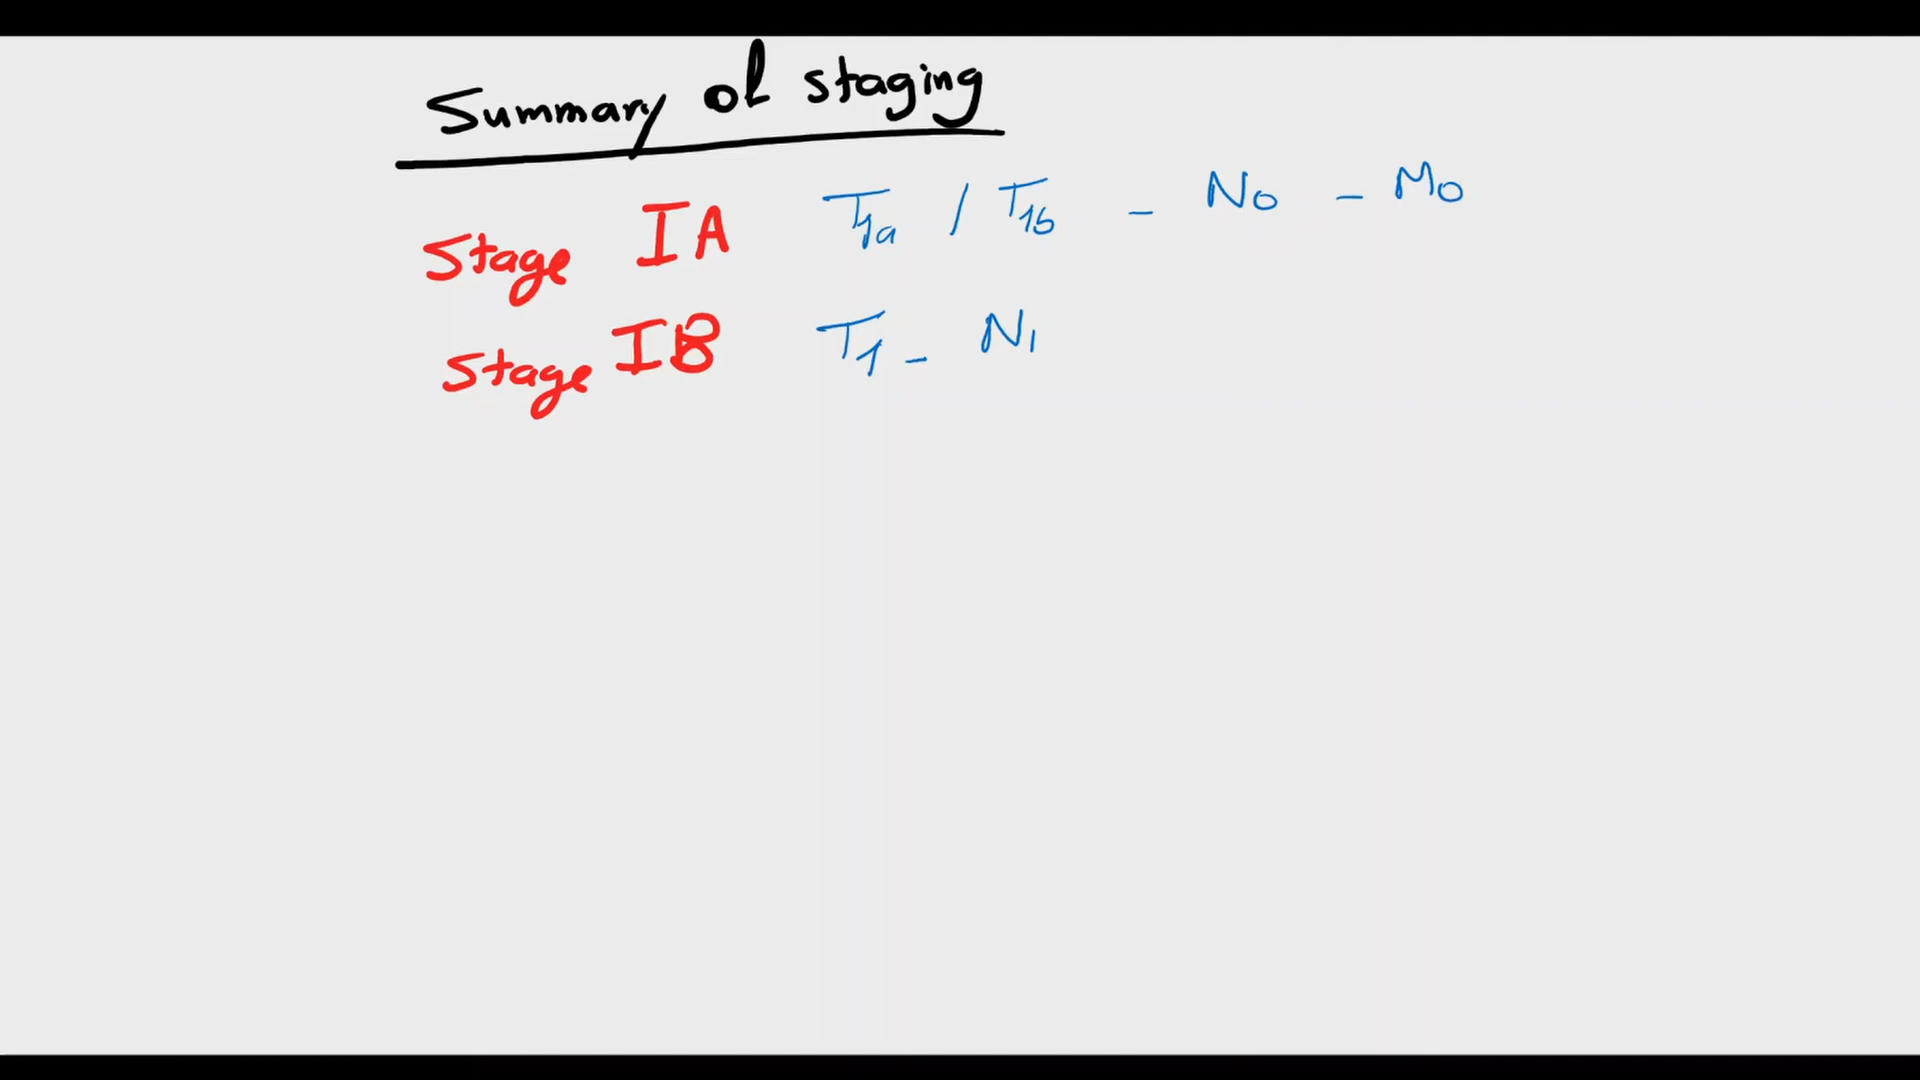 Summary of staging
Stage IA T1a / T1b - N0 - M0
Stage IB T1 - N1